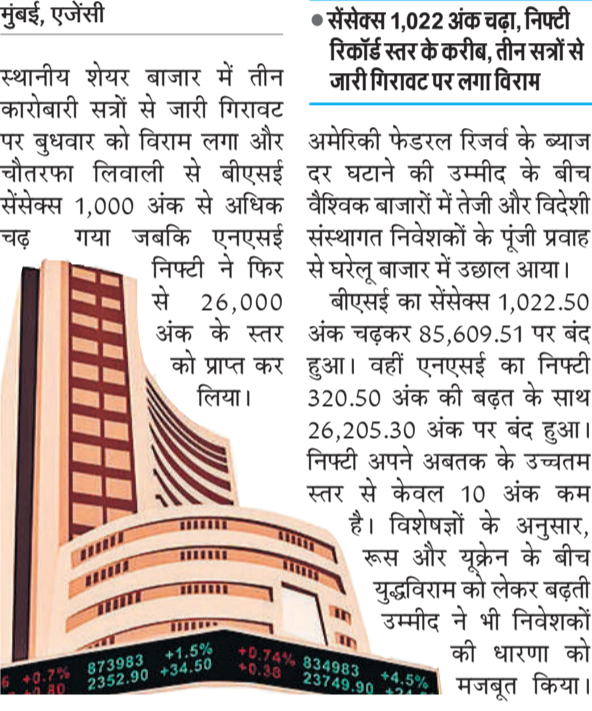 मुंबई, एजेंसी
स्थानीय शेयर बाजार में तीन
कारोबारी सत्रों से जारी गिरावट
पर बुधवार को विराम लगा और
चौतरफा लिवाली से बीएसई
सेंसेक्स 1,000 अंक से अधिक
चढ़ गया जबकि एनएसई
निफ्टी ने फिर
से 26,000
अंक के स्तर
को प्राप्त कर
लिया।
● सेंसेक्स 1,022 अंक चढ़ा, निफ्टी
रिकॉर्ड स्तर के करीब, तीन सत्रों से
जारी गिरावट पर लगा विराम
अमेरिकी फेडरल रिजर्व के ब्याज
दर घटाने की उम्मीद के बीच
वैश्विक बाजारों में तेजी और विदेशी
संस्थागत निवेशकों के पूंजी प्रवाह
से घरेलू बाजार में उछाल आया।
बीएसई का सेंसेक्स 1,022.50
अंक चढ़कर 85,609.51 पर बंद
हुआ। वहीं एनएसई का निफ्टी
320.50 अंक की बढ़त के साथ
26,205.30 अंक पर बंद हुआ।
निफ्टी अपने अबतक के उच्चतम
स्तर से केवल 10 अंक कम
है। विशेषज्ञों के अनुसार,
रूस और यूक्रेन के बीच
युद्धविराम को लेकर बढ़ती
उम्मीद ने भी निवेशकों
की धारणा को
मजबूत किया।
6 +0.7% 873983 +1.5% +0.74% 834983 +4.5%
2352.90 +34.50 +0.38 23749.90